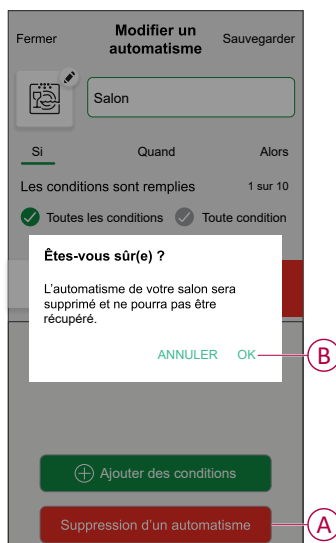 Fermer
Modifier un
automatisme
Sauvegarder
Salon
Si
Quand
Alors
Les conditions sont remplies
1 sur 10
Toutes les conditions
Toute condition
Êtes-vous sûr(e) ?
L'automatisme de votre salon sera
supprimé et ne pourra pas être
récupéré.
ANNULER
OK
B
Ajouter des conditions
Suppression d'un automatisme
A